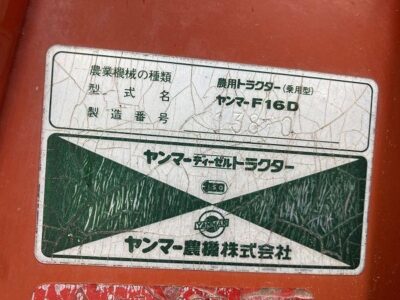 農業機械の種類 農用トラクター(乗用型)
型式名 ヤンマーF16D
製造番号
ヤンマーディーゼルトラクター
YANMAR
ヤンマー農機株式会社